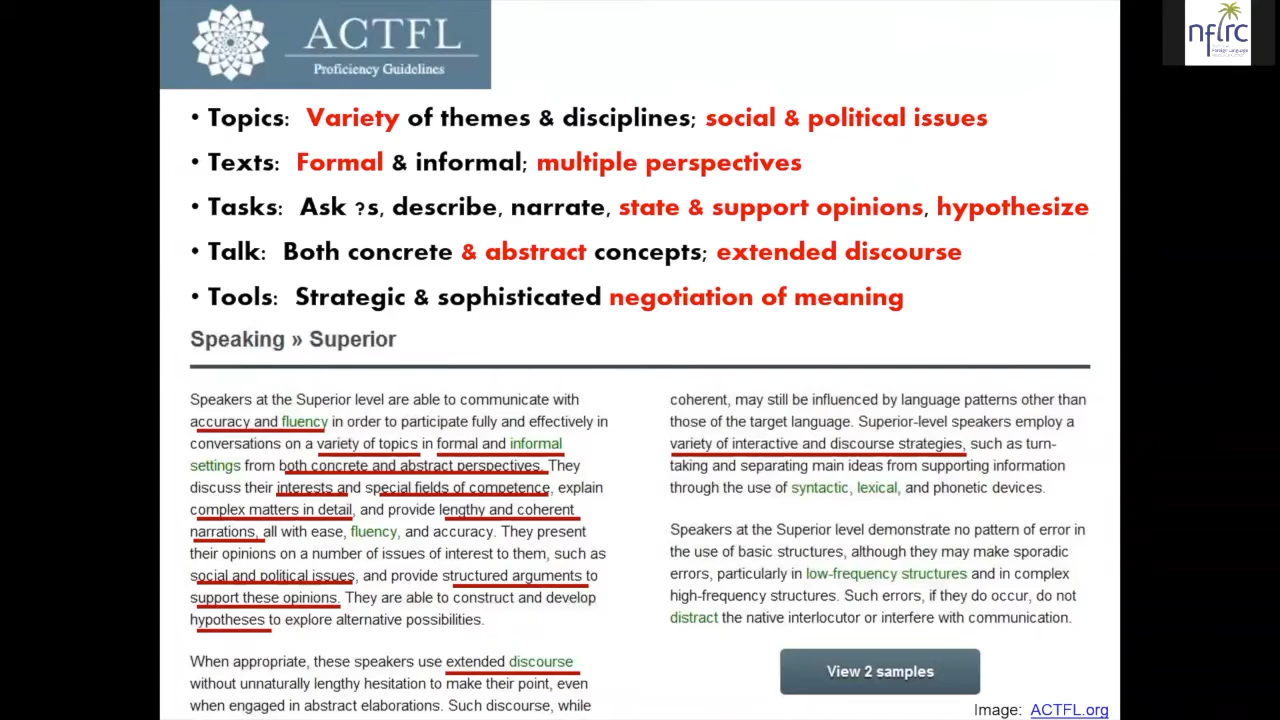 ACTFL
Proficiency Guidelines
nflrc
Foreign Language
• Topics: Variety of themes & disciplines; social & political issues
• Texts: Formal & informal; multiple perspectives
• Tasks: Ask ?s, describe, narrate, state & support opinions, hypothesize
• Talk: Both concrete & abstract concepts; extended discourse
• Tools: Strategic & sophisticated negotiation of meaning
Speaking » Superior
Speakers at the Superior level are able to communicate with
accuracy and fluency in order to participate fully and effectively in
conversations on a variety of topics in formal and informal
settings from both concrete and abstract perspectives. They
discuss their interests and special fields of competence, explain
complex matters in detail, and provide lengthy and coherent
narrations, all with ease, fluency, and accuracy. They present
their opinions on a number of issues of interest to them, such as
social and political issues, and provide structured arguments to
support these opinions. They are able to construct and develop
hypotheses to explore alternative possibilities.
When appropriate, these speakers use extended discourse
without unnaturally lengthy hesitation to make their point, even
when engaged in abstract elaborations. Such discourse, while
coherent, may still be influenced by language patterns other than
those of the target language. Superior-level speakers employ a
variety of interactive and discourse strategies, such as turn-
taking and separating main ideas from supporting information
through the use of syntactic, lexical, and phonetic devices.
Speakers at the Superior level demonstrate no pattern of error in
the use of basic structures, although they may make sporadic
errors, particularly in low-frequency structures and in complex
high-frequency structures. Such errors, if they do occur, do not
distract the native interlocutor or interfere with communication.
View 2 samples
Image: ACTFL.org